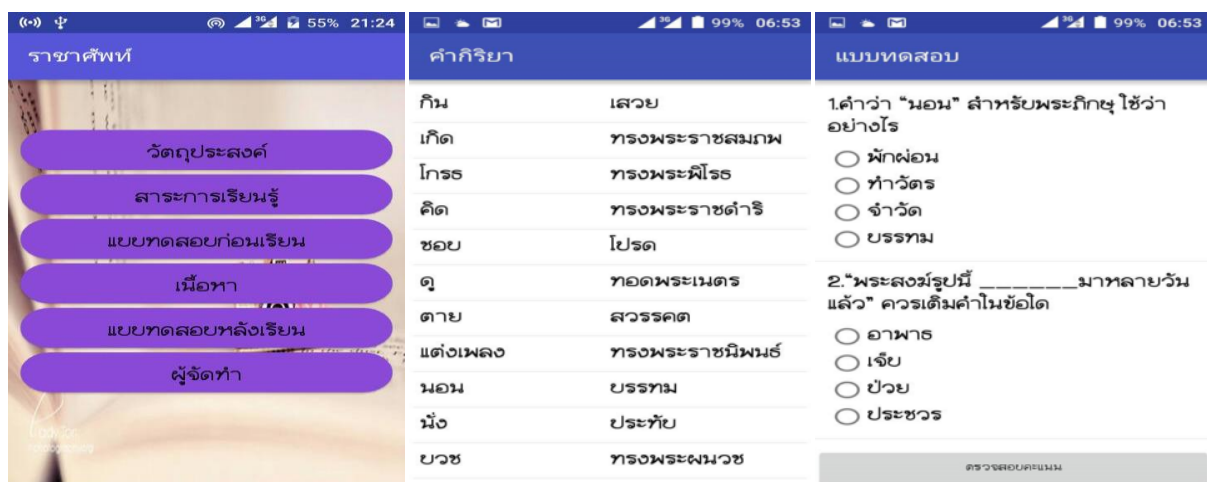 55% 21:24
ราชาศัพท์
วัตถุประสงค์
สาระการเรียนรู้
แบบทดสอบก่อนเรียน
เนื้อหา
แบบทดสอบหลังเรียน
ผู้จัดทำ
3G 99% 06:53
คำกิริยา
กิน เสวย
เกิด ทรงพระราชสมภพ
โกรธ ทรงพระพิโรธ
คิด ทรงพระราชดำริ
ชอบ โปรด
ดู ทอดพระเนตร
ตาย สวรรคต
แต่งเพลง ทรงพระราชนิพนธ์
นอน บรรทม
นั่ง ประทับ
บวช ทรงพระผนวช
3G 99% 06:53
แบบทดสอบ
1.คำว่า “นอน” สำหรับพระภิกษุ ใช้ว่า
อย่างไร
พักผ่อน
ทำวัตร
จำวัด
บรรทม
2.“พระสงฆ์รูปนี้ ______มาหลายวัน
แล้ว” ควรเติมคำในข้อใด
อาพาธ
เจ็บ
ป่วย
ประชวร
ตรวจสอบคะแนน